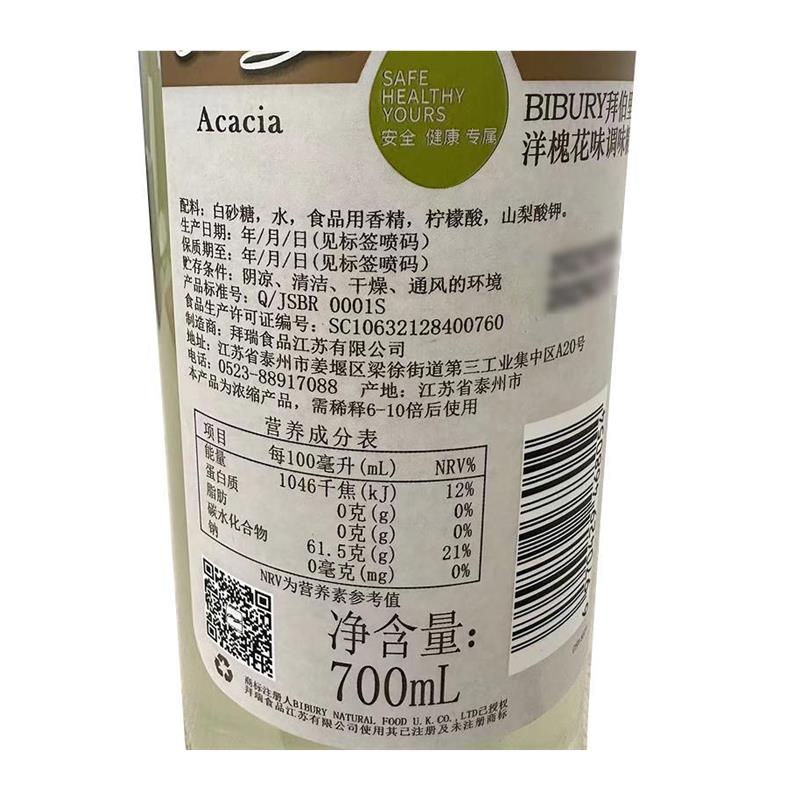 SAFE
HEALTHY
YOURS
安全 健康 专属
Acacia
BIBURY拜伯里
洋槐花味调味糖
配料：白砂糖，水，食品用香精，柠檬酸，山梨酸钾。
生产日期：年/月/日(见标签喷码)
保质期至：年/月/日(见标签喷码)
贮存条件：阴凉、清洁、干燥、通风的环境
产品标准号：Q/JSBR 0001S
食品生产许可证编号：SC10632128400760
制造商：拜瑞食品江苏有限公司
地址：江苏省泰州市姜堰区梁徐街道第三工业集中区A20号
电话：0523-88917088 产地：江苏省泰州市
本产品为浓缩产品，需稀释6-10倍后使用
营养成分表
项目 每100毫升(mL) NRV%
能量 1046千焦(kJ) 12%
蛋白质 0克(g) 0%
脂肪 0克(g) 0%
碳水化合物 61.5克(g) 21%
钠 0毫克(mg) 0%
NRV为营养素参考值
净含量：
700mL
商标注册人BIBURY NATURAL FOOD U.K.CO.,LTD已授权
拜瑞食品江苏有限公司使用其已注册及未注册商标